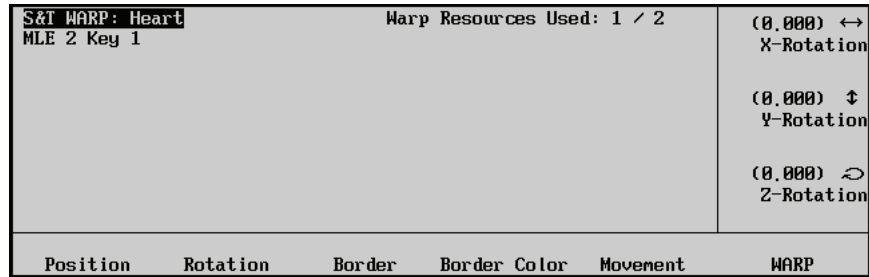 S&T WARP: Heart Warp Resources Used: 1 / 2
MLE 2 Key 1
(0.000) ↔
X-Rotation
(0.000) ↕
Y-Rotation
(0.000)
Z-Rotation
Position Rotation Border Border Color Movement WARP